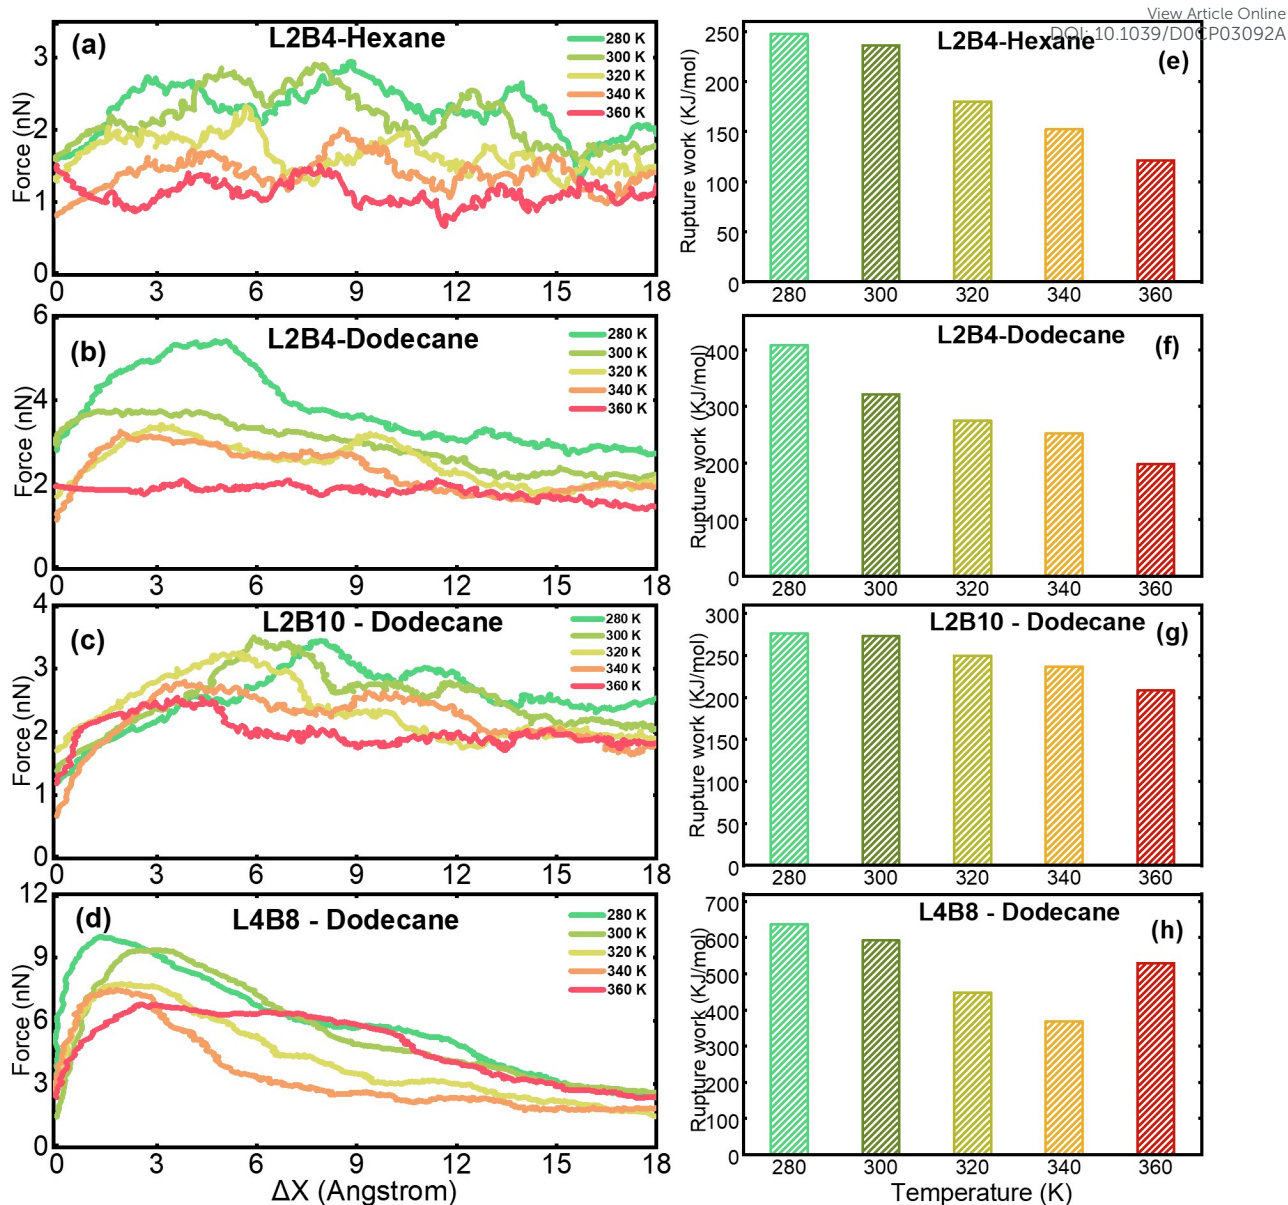 View Article Online
DOI: 10.1039/D0CP03092A
(a)
L2B4-Hexane
280 K
300 K
320 K
340 K
360 K
Force (nN)
3
2
1
0
0 3 6 9 12 15 18
L2B4-Hexane
(e)
Rupture work (KJ/mol)
250
200
150
100
50
0
280 300 320 340 360
(b)
L2B4-Dodecane
280 K
300 K
320 K
340 K
360 K
Force (nN)
6
4
2
0
0 3 6 9 12 15 18
L2B4-Dodecane
(f)
Rupture work (KJ/mol)
400
300
200
100
0
280 300 320 340 360
(c)
L2B10 - Dodecane
280 K
300 K
320 K
340 K
360 K
Force (nN)
4
3
2
1
0
0 3 6 9 12 15 18
L2B10 - Dodecane
(g)
Rupture work (KJ/mol)
300
250
200
150
100
50
0
280 300 320 340 360
(d)
L4B8 - Dodecane
280 K
300 K
320 K
340 K
360 K
Force (nN)
12
9
6
3
0
0 3 6 9 12 15 18
ΔX (Angstrom)
L4B8 - Dodecane
(h)
Rupture work (KJ/mol)
700
600
500
400
300
200
100
0
280 300 320 340 360
Temperature (K)